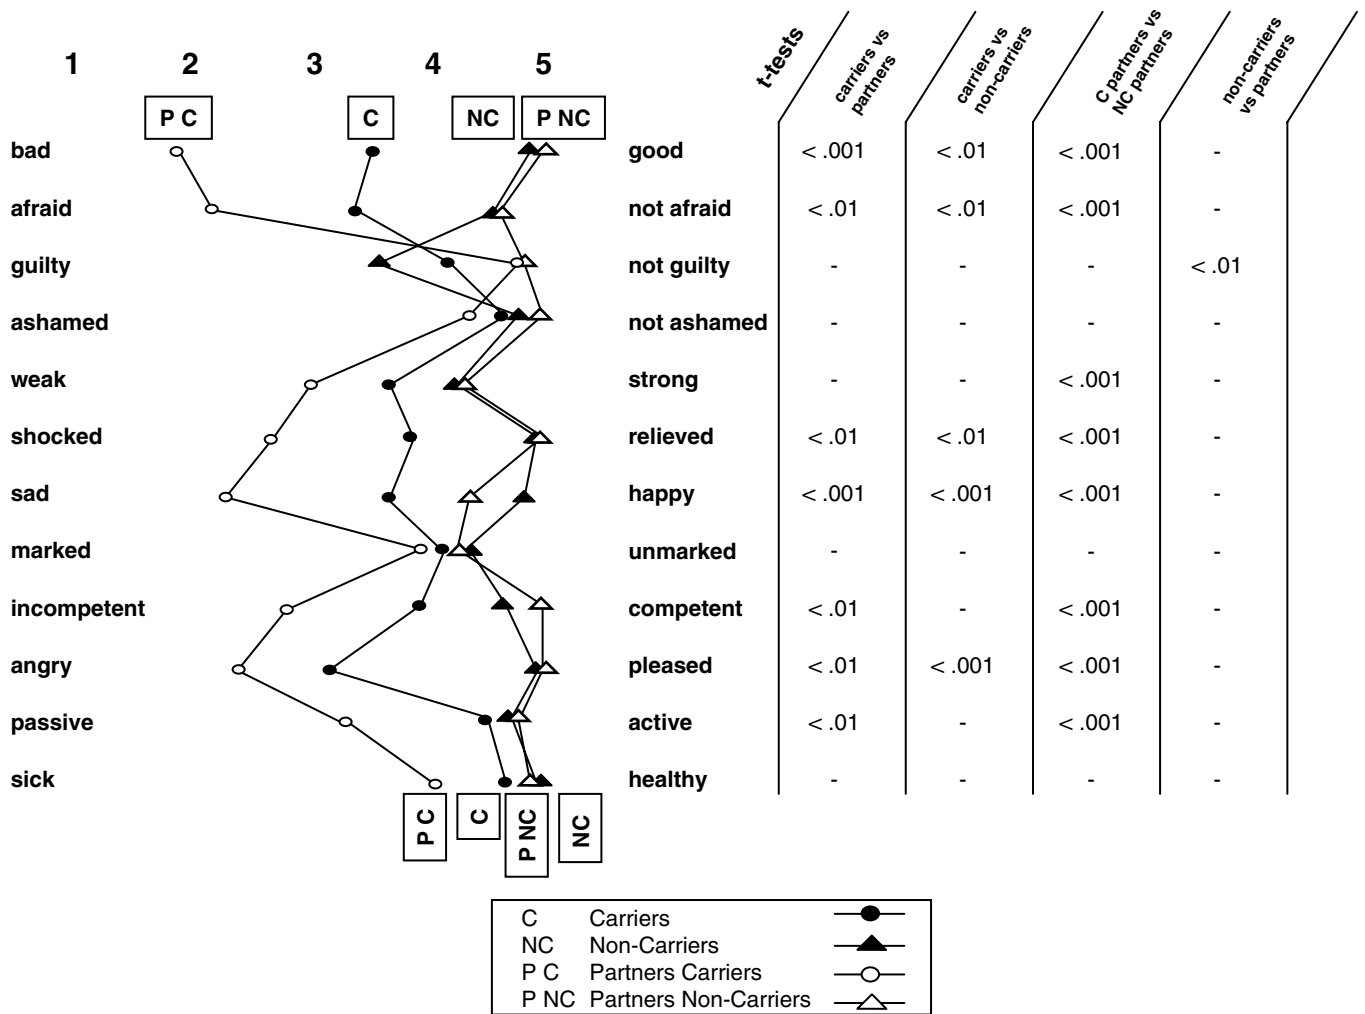 1 2 3 4 5
t-tests
carriers vs
partners
carriers vs
non-carriers
C partners vs
NC partners
non-carriers
vs partners
P C C NC P NC
bad good < .001 < .01 < .001 -
afraid not afraid < .01 < .01 < .001 -
guilty not guilty - - - < .01
ashamed not ashamed - - - -
weak strong - - < .001 -
shocked relieved < .01 < .01 < .001 -
sad happy < .001 < .001 < .001 -
marked unmarked - - - -
incompetent competent < .01 - < .001 -
angry pleased < .01 < .001 < .001 -
passive active < .01 - < .001 -
sick healthy - - - -
P C C P NC NC
C Carriers
NC Non-Carriers
P C Partners Carriers
P NC Partners Non-Carriers